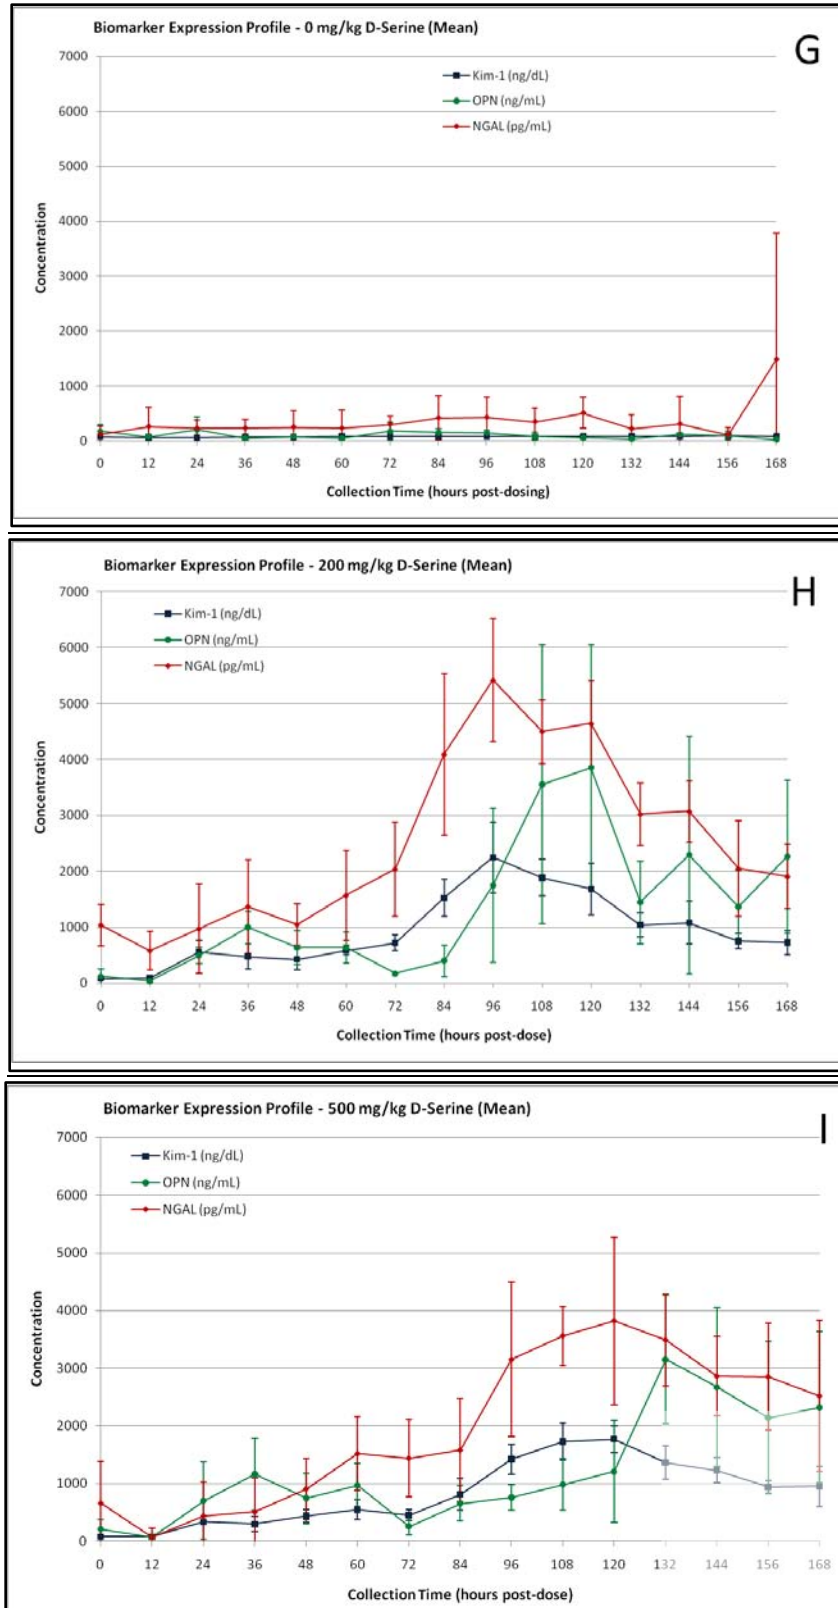 Biomarker Expression Profile - 0 mg/kg D-Serine (Mean)
G
7000
6000
5000
4000
3000
2000
1000
0
Concentration
Kim-1 (ng/dL)
OPN (ng/mL)
NGAL (pg/mL)
0 12 24 36 48 60 72 84 96 108 120 132 144 156 168
Collection Time (hours post-dosing)
Biomarker Expression Profile - 200 mg/kg D-Serine (Mean)
H
7000
6000
5000
4000
3000
2000
1000
0
Concentration
Kim-1 (ng/dL)
OPN (ng/mL)
NGAL (pg/mL)
0 12 24 36 48 60 72 84 96 108 120 132 144 156 168
Collection Time (hours post-dose)
Biomarker Expression Profile - 500 mg/kg D-Serine (Mean)
I
7000
6000
5000
4000
3000
2000
1000
0
Concentration
Kim-1 (ng/dL)
OPN (ng/mL)
NGAL (pg/mL)
0 12 24 36 48 60 72 84 96 108 120 132 144 156 168
Collection Time (hours post-dose)